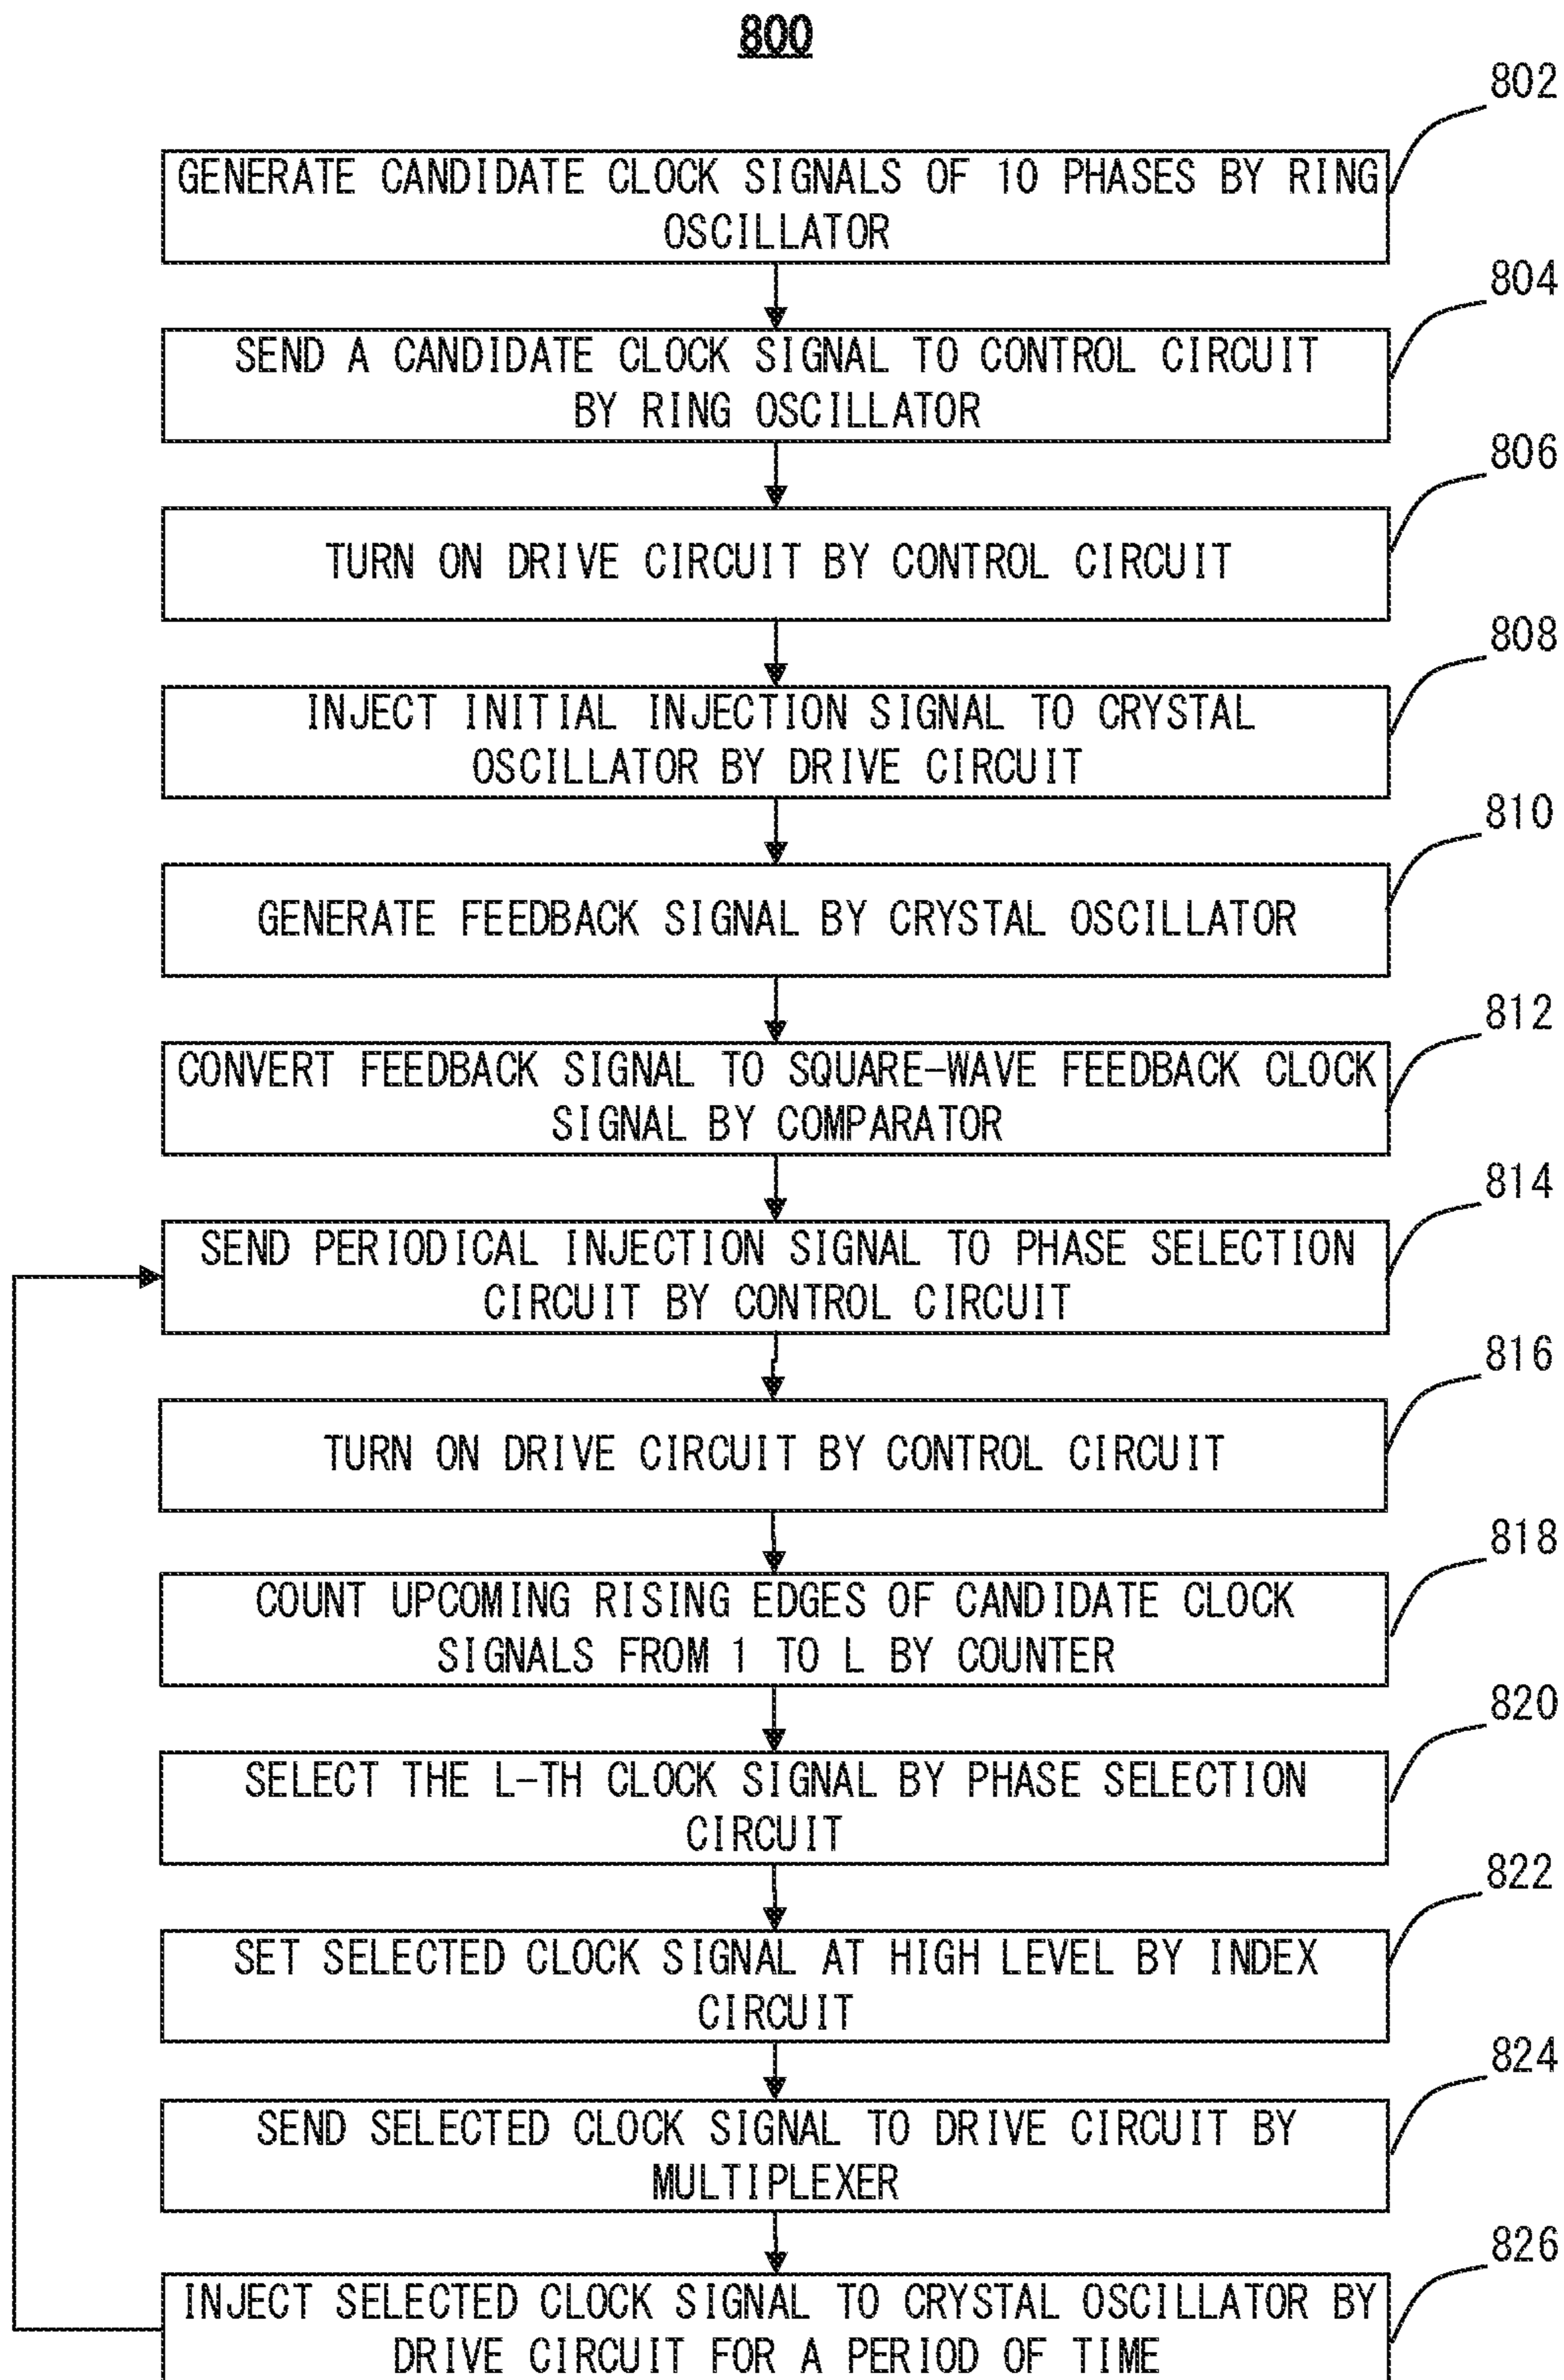 800
802
GENERATE CANDIDATE CLOCK SIGNALS OF 10 PHASES BY RING
OSCILLATOR
804
SEND A CANDIDATE CLOCK SIGNAL TO CONTROL CIRCUIT
BY RING OSCILLATOR
806
TURN ON DRIVE CIRCUIT BY CONTROL CIRCUIT
808
INJECT INITIAL INJECTION SIGNAL TO CRYSTAL
OSCILLATOR BY DRIVE CIRCUIT
810
GENERATE FEEDBACK SIGNAL BY CRYSTAL OSCILLATOR
812
CONVERT FEEDBACK SIGNAL TO SQUARE-WAVE FEEDBACK CLOCK
SIGNAL BY COMPARATOR
814
SEND PERIODICAL INJECTION SIGNAL TO PHASE SELECTION
CIRCUIT BY CONTROL CIRCUIT
816
TURN ON DRIVE CIRCUIT BY CONTROL CIRCUIT
818
COUNT UPCOMING RISING EDGES OF CANDIDATE CLOCK
SIGNALS FROM 1 TO L BY COUNTER
820
SELECT THE L-TH CLOCK SIGNAL BY PHASE SELECTION
CIRCUIT
822
SET SELECTED CLOCK SIGNAL AT HIGH LEVEL BY INDEX
CIRCUIT
824
SEND SELECTED CLOCK SIGNAL TO DRIVE CIRCUIT BY
MULTIPLEXER
826
INJECT SELECTED CLOCK SIGNAL TO CRYSTAL OSCILLATOR BY
DRIVE CIRCUIT FOR A PERIOD OF TIME